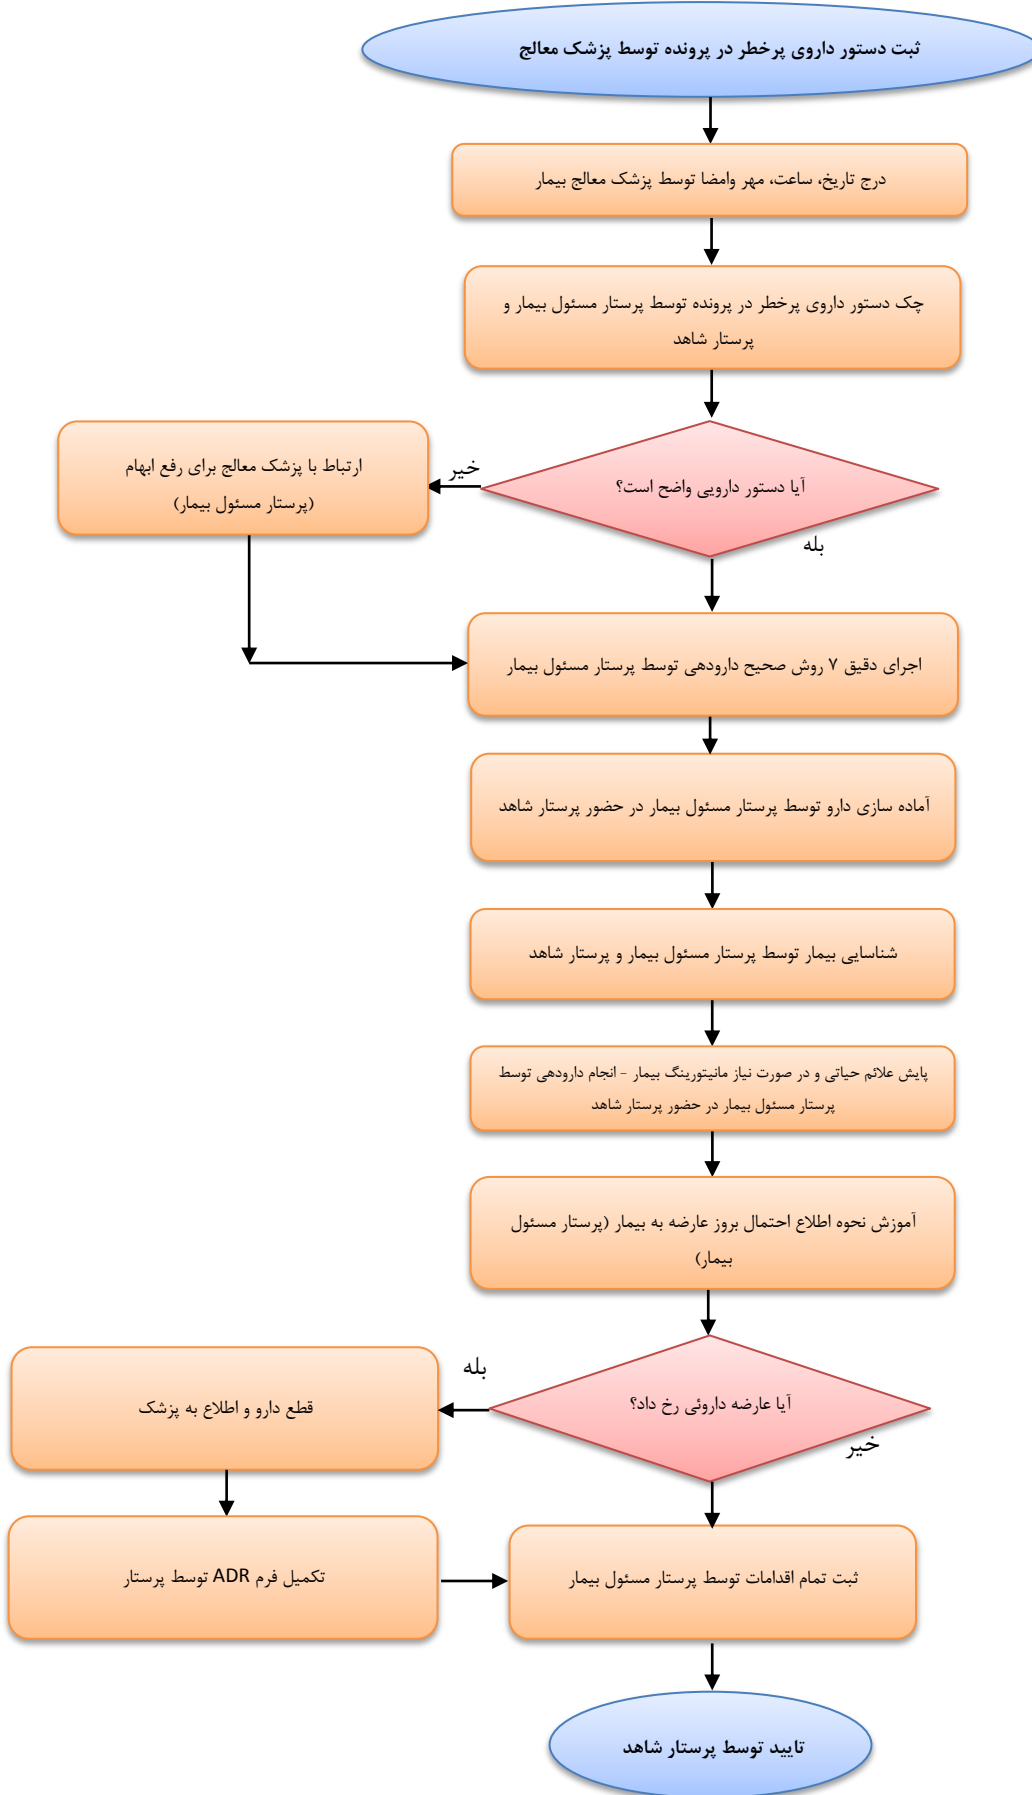 ثبت دستور داروی پرخطر در پرونده توسط پزشک معالج
درج تاریخ، ساعت، مهر وامضا توسط پزشک معالج بیمار
چک دستور داروی پرخطر در پرونده توسط پرستار مسئول بیمار و
پرستار شاهد
آیا دستور دارویی واضح است؟
خیر
ارتباط با پزشک معالج برای رفع ابهام
(پرستار مسئول بیمار)
بله
اجرای دقیق ۷ روش صحیح دارودهی توسط پرستار مسئول بیمار
آماده سازی دارو توسط پرستار مسئول بیمار در حضور پرستار شاهد
شناسایی بیمار توسط پرستار مسئول بیمار و پرستار شاهد
پایش علائم حیاتی و در صورت نیاز مانیتورینگ بیمار - انجام دارودهی توسط
پرستار مسئول بیمار در حضور پرستار شاهد
آموزش نحوه اطلاع احتمال بروز عارضه به بیمار (پرستار مسئول
بیمار)
آیا عارضه داروئی رخ داد؟
بله
قطع دارو و اطلاع به پزشک
خیر
تکمیل فرم ADR توسط پرستار
ثبت تمام اقدامات توسط پرستار مسئول بیمار
تایید توسط پرستار شاهد